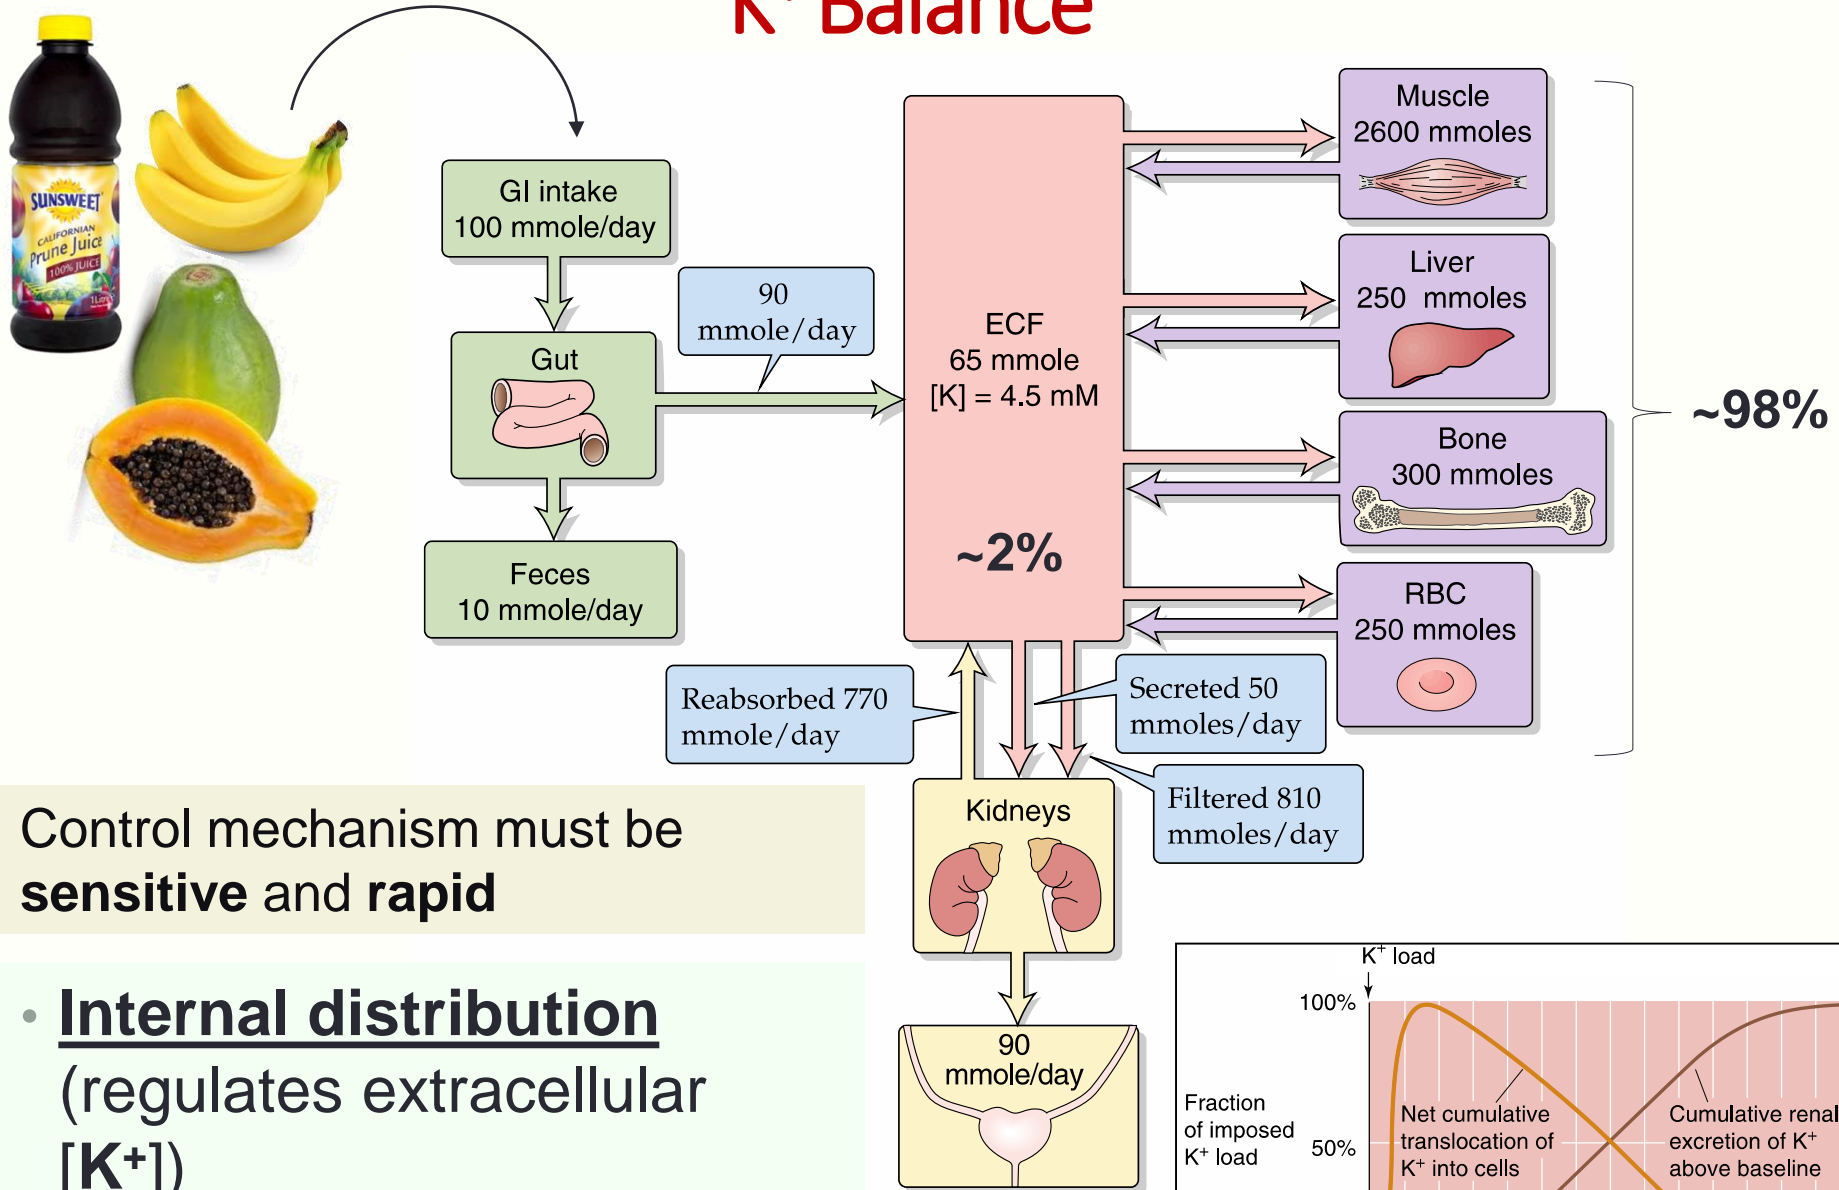 K+ Balance
SUNSWEET
CALIFORNIAN
Prune Juice
100% JUICE
GI intake
100 mmole/day
90
mmole/day
Gut
Feces
10 mmole/day
ECF
65 mmole
[K] = 4.5 mM
~2%
Muscle
2600 mmoles
Liver
250 mmoles
Bone
300 mmoles
RBC
250 mmoles
~98%
Reabsorbed 770
mmole/day
Secreted 50
mmoles/day
Filtered 810
mmoles/day
Kidneys
90
mmole/day
Control mechanism must be
sensitive and rapid
• Internal distribution
(regulates extracellular
[K+])
K+ load
100%
Fraction
of imposed
K+ load
50%
Net cumulative
translocation of
K+ into cells
Cumulative renal
excretion of K+
above baseline